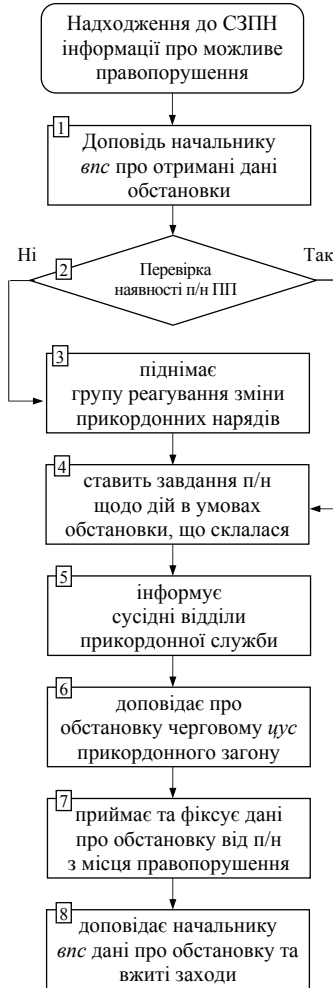 Надходження до СЗПН
інформації про можливе
правопорушення
1
Доповідь начальнику
впс про отримані дані
обстановки
Ні
Так
2
Перевірка
наявності п/н ПП
3
піднімає
групу реагування зміни
прикордонних нарядів
4
ставить завдання п/н
щодо дій в умовах
обстановки, що склалася
5
інформує
сусідні відділи
прикордонної служби
6
доповідає про
обстановку черговому цус
прикордонного загону
7
приймає та фіксує дані
про обстановку від п/н
з місця правопорушення
8
доповідає начальнику
впс дані про обстановку та
вжиті заходи